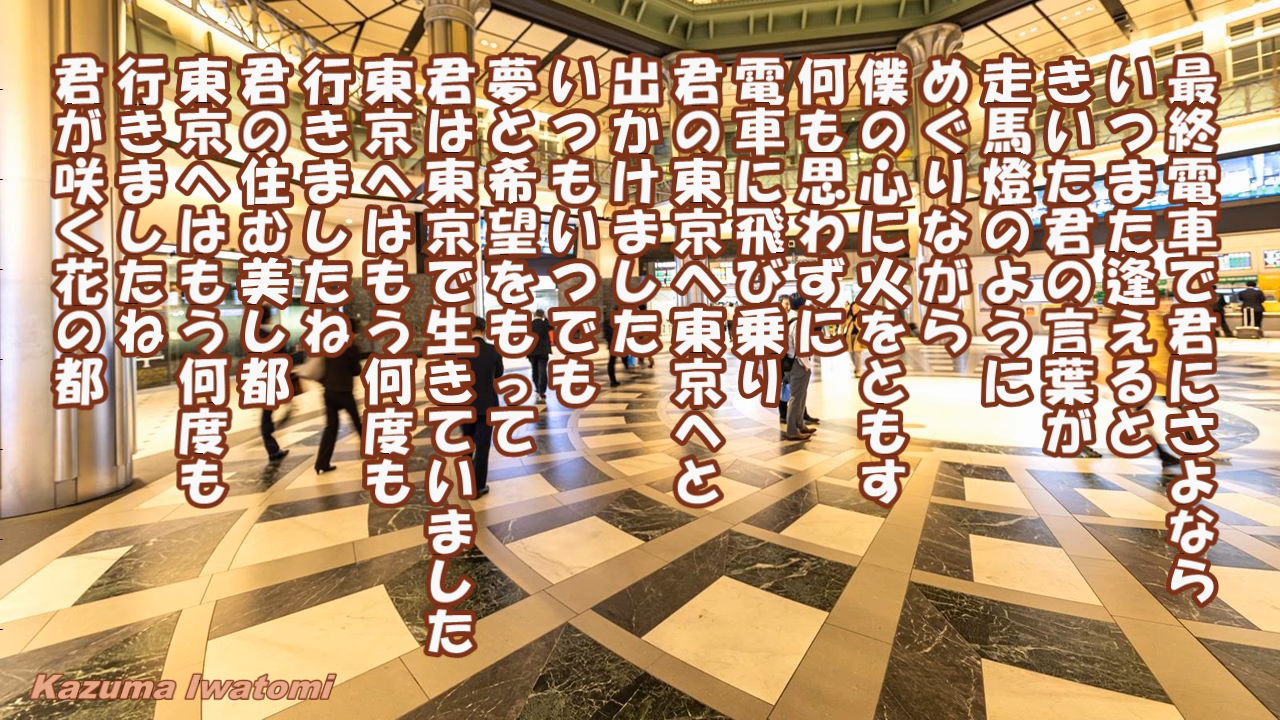 最終電車で君にさよなら
いつまた逢えると
きいた君の言葉が
走馬燈のように
めぐりながら
僕の心に火をともす
何も思わずに
電車に飛び乗り
君の東京へ東京へと
出かけました
いつもいつでも
夢と希望をもって
君は東京で生きていました
東京へはもう何度も
行きましたね
君の住む美し都
東京へはもう何度も
行きましたね
君が咲く花の都
Kazuma Iwatomi